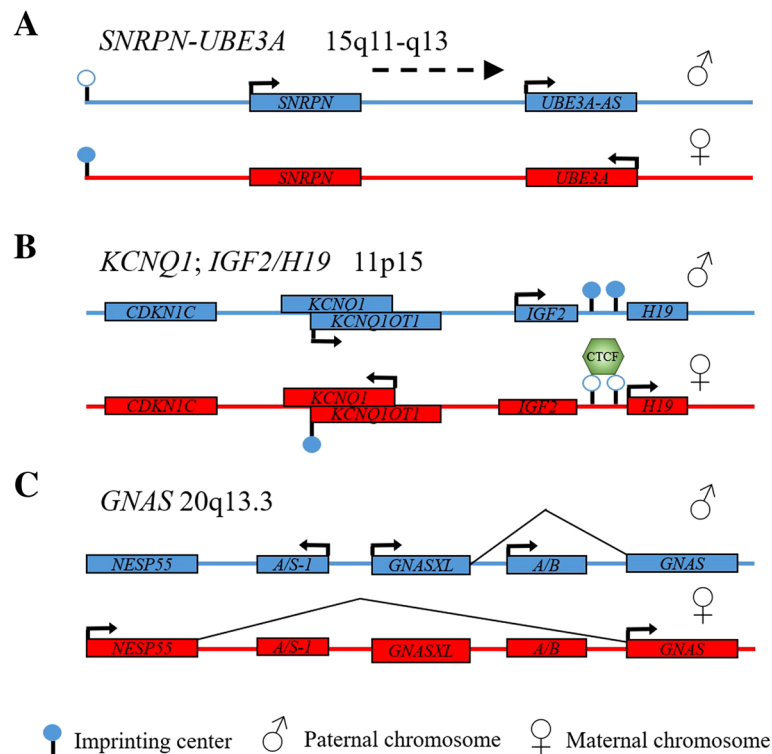 A
SNRPN-UBE3A 15q11-q13
♂
SNRPN UBE3A-AS
♀
SNRPN UBE3A
B
KCNQ1; IGF2/H19 11p15
♂
CDKN1C KCNQ1 KCNQ1OT1 IGF2 H19
CTCF
♀
CDKN1C KCNQ1 KCNQ1OT1 IGF2 H19
C
GNAS 20q13.3
♂
NESP55 A/S-1 GNASXL A/B GNAS
♀
NESP55 A/S-1 GNASXL A/B GNAS
Imprinting center ♂ Paternal chromosome ♀ Maternal chromosome